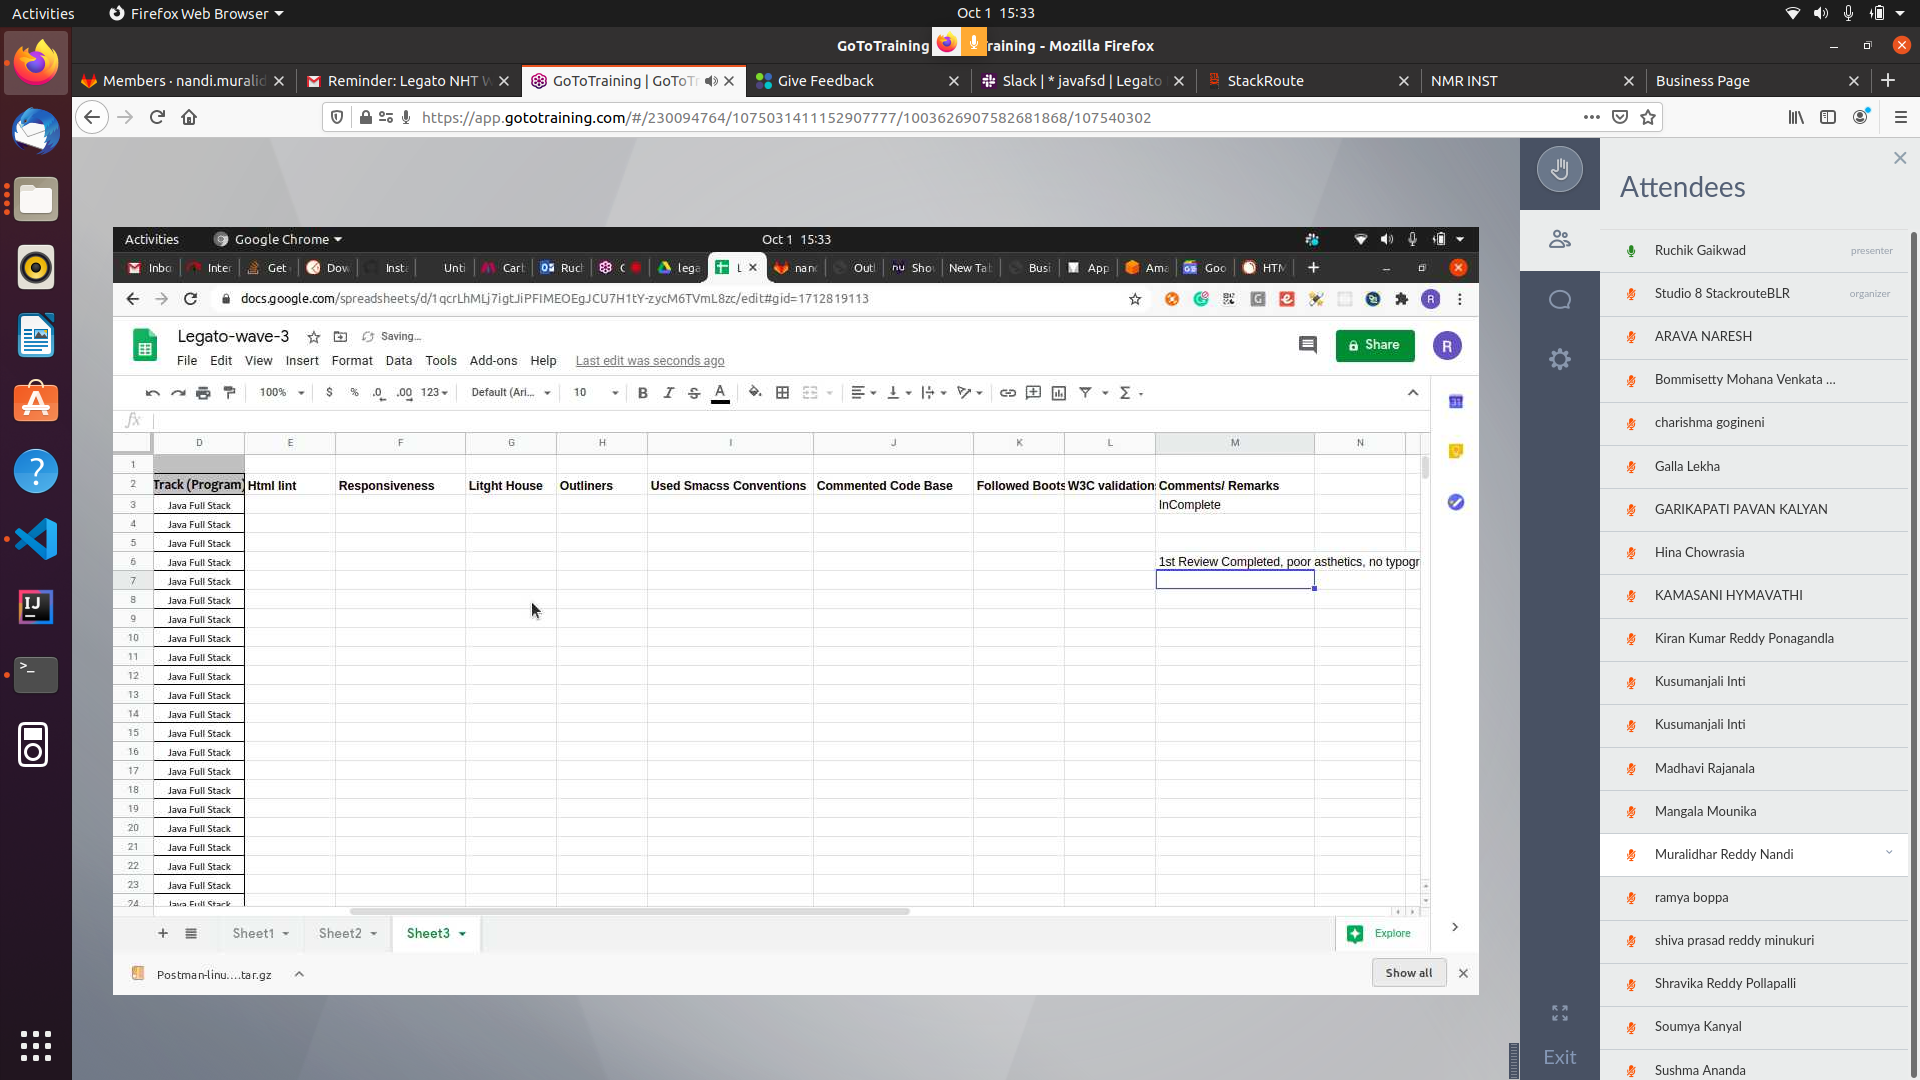 Activities
Firefox Web Browser
Oct 1 15:33
GoToTraining
raining - Mozilla Firefox
Members · nandi.muralid
Reminder: Legato NHT W
GoToTraining | GoToTr
Give Feedback
Slack | * javafsd | Legato
StackRoute
NMR INST
Business Page
https://app.gototraining.com/#/230094764/1075031411152907777/1003626907582681868/107540302
Activities
Google Chrome
Oct 1 15:33
Inbo
Inter
Get
Dow
Inst
Unti
Cart
Ruch
lega
L
nanc
Outl
Shov
New Ta
Busi
App
Ama
Goo
HTM
docs.google.com/spreadsheets/d/1qcrLhMLj7igtJiPFIMEOEgJCU7H1tY-zycM6TVmL8zc/edit#gid=1712819113
Legato-wave-3
Saving...
File Edit View Insert Format Data Tools Add-ons Help Last edit was seconds ago
Share
R
100% $ % .0 .00 123 Default (Ari... 10 B I S A
fx
D E F G H I J K L M N
1
2 Track (Program) Html lint Responsiveness Litght House Outliners Used Smacss Conventions Commented Code Base Followed Boots W3C validation Comments/ Remarks
3 Java Full Stack InComplete
4 Java Full Stack
5 Java Full Stack
6 Java Full Stack 1st Review Completed, poor asthetics, no typogr
7 Java Full Stack
8 Java Full Stack
9 Java Full Stack
10 Java Full Stack
11 Java Full Stack
12 Java Full Stack
13 Java Full Stack
14 Java Full Stack
15 Java Full Stack
16 Java Full Stack
17 Java Full Stack
18 Java Full Stack
19 Java Full Stack
20 Java Full Stack
21 Java Full Stack
22 Java Full Stack
23 Java Full Stack
24 Java Full Stack
Sheet1 Sheet2 Sheet3
Explore
Postman-linu....tar.gz
Show all
Attendees
Ruchik Gaikwad presenter
Studio 8 StackrouteBLR organizer
ARAVA NARESH
Bommisetty Mohana Venkata ...
charishma gogineni
Galla Lekha
GARIKAPATI PAVAN KALYAN
Hina Chowrasia
KAMASANI HYMAVATHI
Kiran Kumar Reddy Ponagandla
Kusumanjali Inti
Kusumanjali Inti
Madhavi Rajanala
Mangala Mounika
Muralidhar Reddy Nandi
ramya boppa
shiva prasad reddy minukuri
Shravika Reddy Pollapalli
Soumya Kanyal
Sushma Ananda
Exit